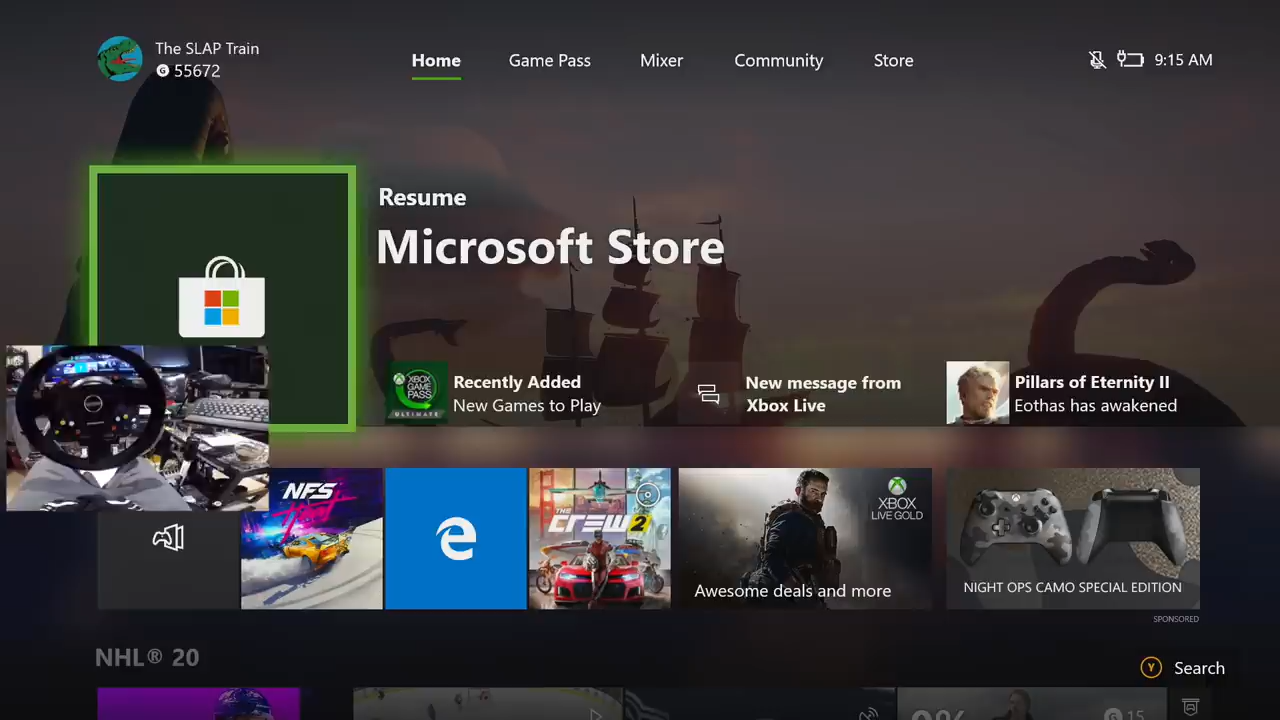 The SLAP Train
G 55672
Home
Game Pass
Mixer
Community
Store
9:15 AM
Resume
Microsoft Store
XBOX
GAME
PASS
ULTIMATE
Recently Added
New Games to Play
New message from
Xbox Live
Pillars of Eternity II
Eothas has awakened
NFS
Heat
THE
CREW 2
XBOX
LIVE GOLD
Awesome deals and more
NIGHT OPS CAMO SPECIAL EDITION
SPONSORED
NHL® 20
Y Search
0%
G 15